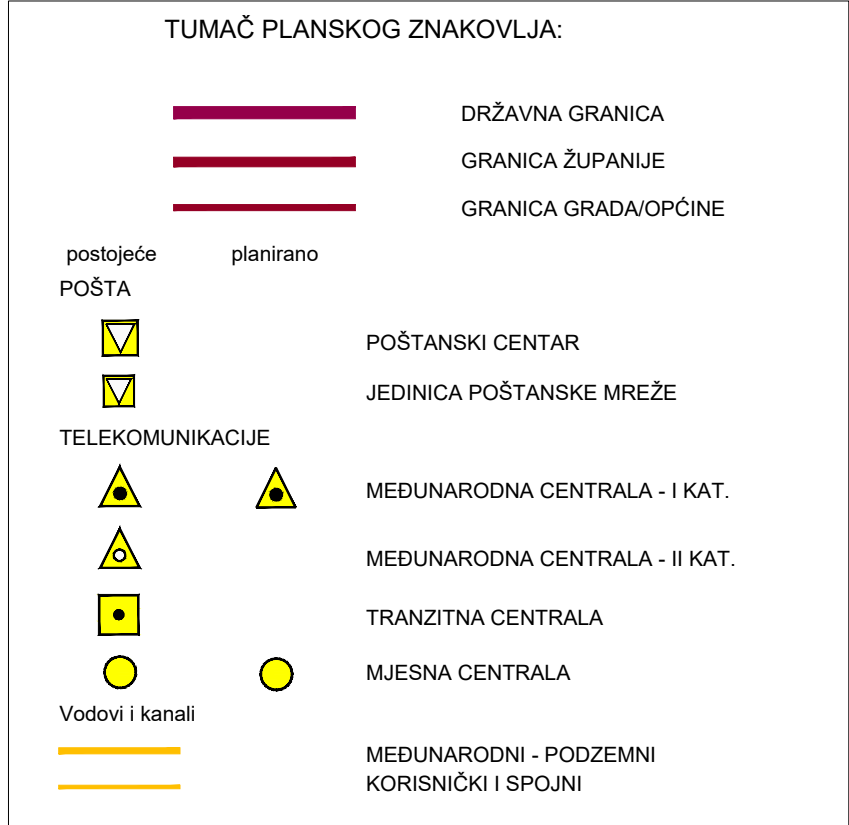 TUMAČ PLANSKOG ZNAKOVLJA:
DRŽAVNA GRANICA
GRANICA ŽUPANIJE
GRANICA GRADA/OPĆINE
postojeće planirano
POŠTA
POŠTANSKI CENTAR
JEDINICA POŠTANSKE MREŽE
TELEKOMUNIKACIJE
MEĐUNARODNA CENTRALA - I KAT.
MEĐUNARODNA CENTRALA - II KAT.
TRANZITNA CENTRALA
MJESNA CENTRALA
Vodovi i kanali
MEĐUNARODNI - PODZEMNI
KORISNIČKI I SPOJNI